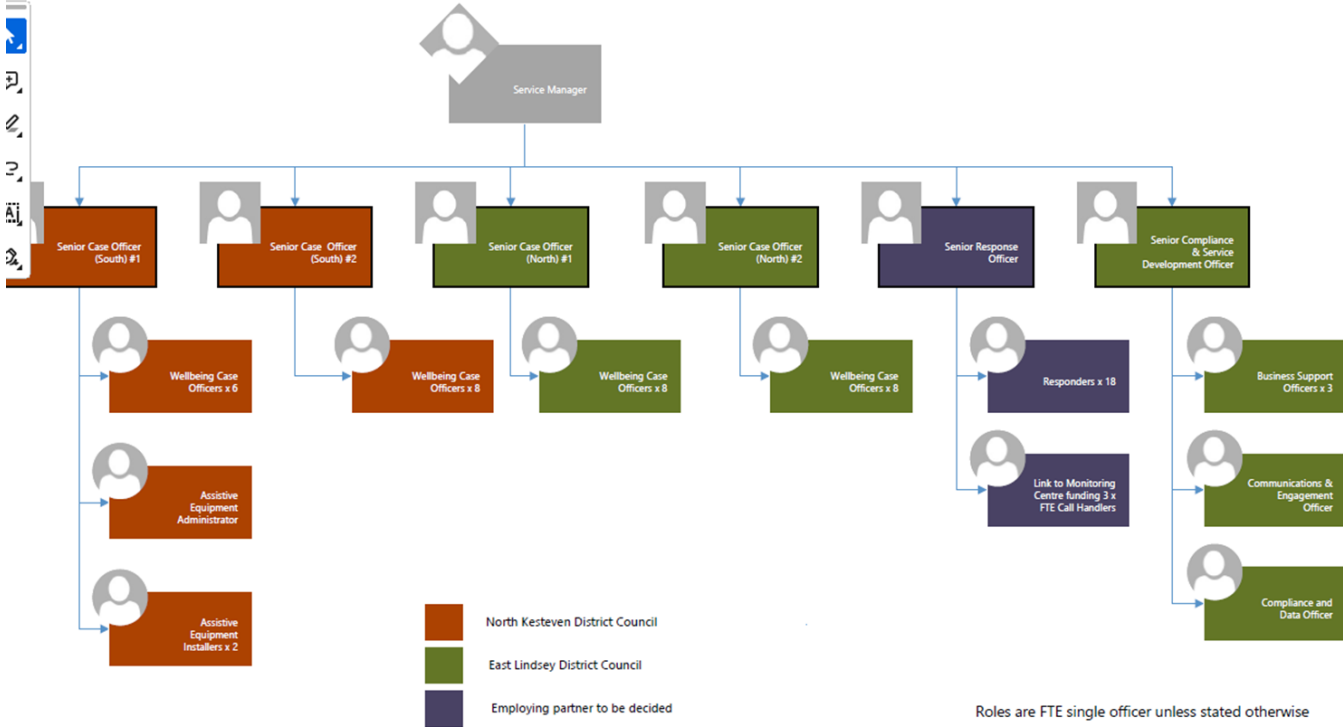 Service Manager
Senior Case Officer
(South) #1
Senior Case Officer
(South) #2
Senior Case Officer
(North) #1
Senior Case Officer
(North) #2
Senior Response
Officer
Senior Compliance
& Service
Development Officer
Wellbeing Case
Officers x 6
Wellbeing Case
Officers x 8
Wellbeing Case
Officers x 8
Wellbeing Case
Officers x 8
Responders x 18
Business Support
Officers x 3
Assistive
Equipment
Administrator
Link to Monitoring
Centre funding 3 x
FTE Call Handlers
Communications &
Engagement
Officer
Assistive
Equipment
Installers x 2
Compliance and
Data Officer
North Kesteven District Council
East Lindsey District Council
Employing partner to be decided
Roles are FTE single officer unless stated otherwise